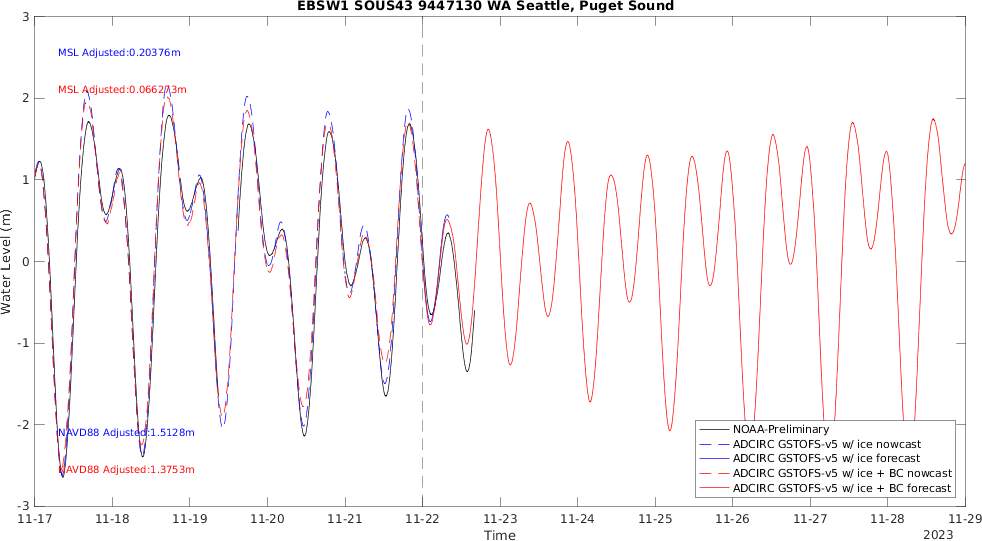 EBSW1 SOUS43 9447130 WA Seattle, Puget Sound
3
MSL Adjusted:0.20376m
MSL Adjusted:0.066273m
2
1
0
-1
-2
-3
Water Level (m)
NAVD88 Adjusted:1.5128m
NAVD88 Adjusted:1.3753m
NOAA-Preliminary
ADCIRC GSTOFS-v5 w/ ice nowcast
ADCIRC GSTOFS-v5 w/ ice forecast
ADCIRC GSTOFS-v5 w/ ice + BC nowcast
ADCIRC GSTOFS-v5 w/ ice + BC forecast
11-17 11-18 11-19 11-20 11-21 11-22 11-23 11-24 11-25 11-26 11-27 11-28 11-29
Time
2023